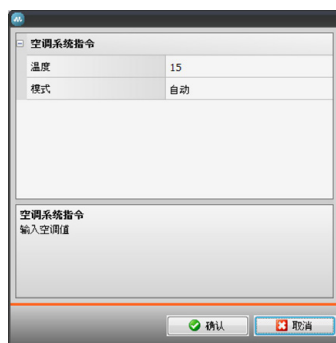 空调系统指令
温度 15
模式 自动
空调系统指令
输入空调值
确认 取消